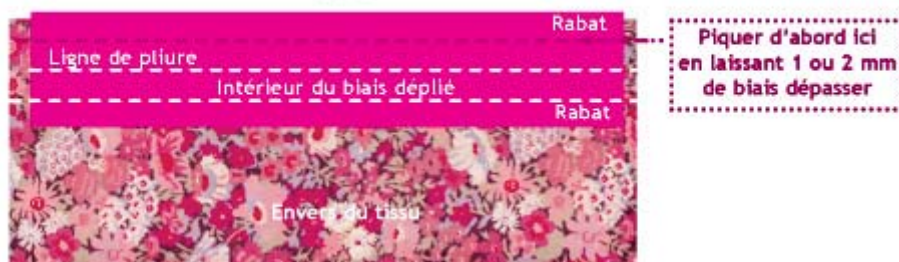 Rabat
Piquer d'abord ici
en laissant 1 ou 2 mm
de biais dépasser
Ligne de pliure
Intérieur du biais déplié
Rabat
Envers du tissu